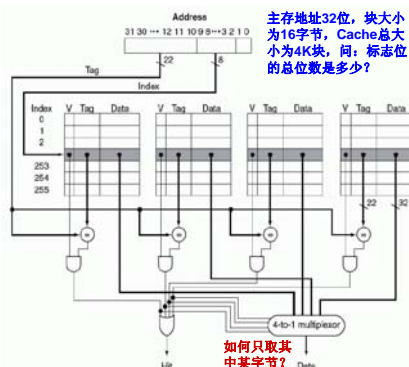 Address
31 30 ··· 12 11 10 9 8 ··· 3 2 1 0
主存地址32位，块大小
为16字节，Cache总大
小为4K块，问：标志位
的总位数是多少？
22
8
Tag
Index
Index V Tag Data V Tag Data V Tag Data V Tag Data
0
1
2
253
254
255
22 32
= = = =
4-to-1 multiplexor
如何只取其
中某字节？
Hit Data